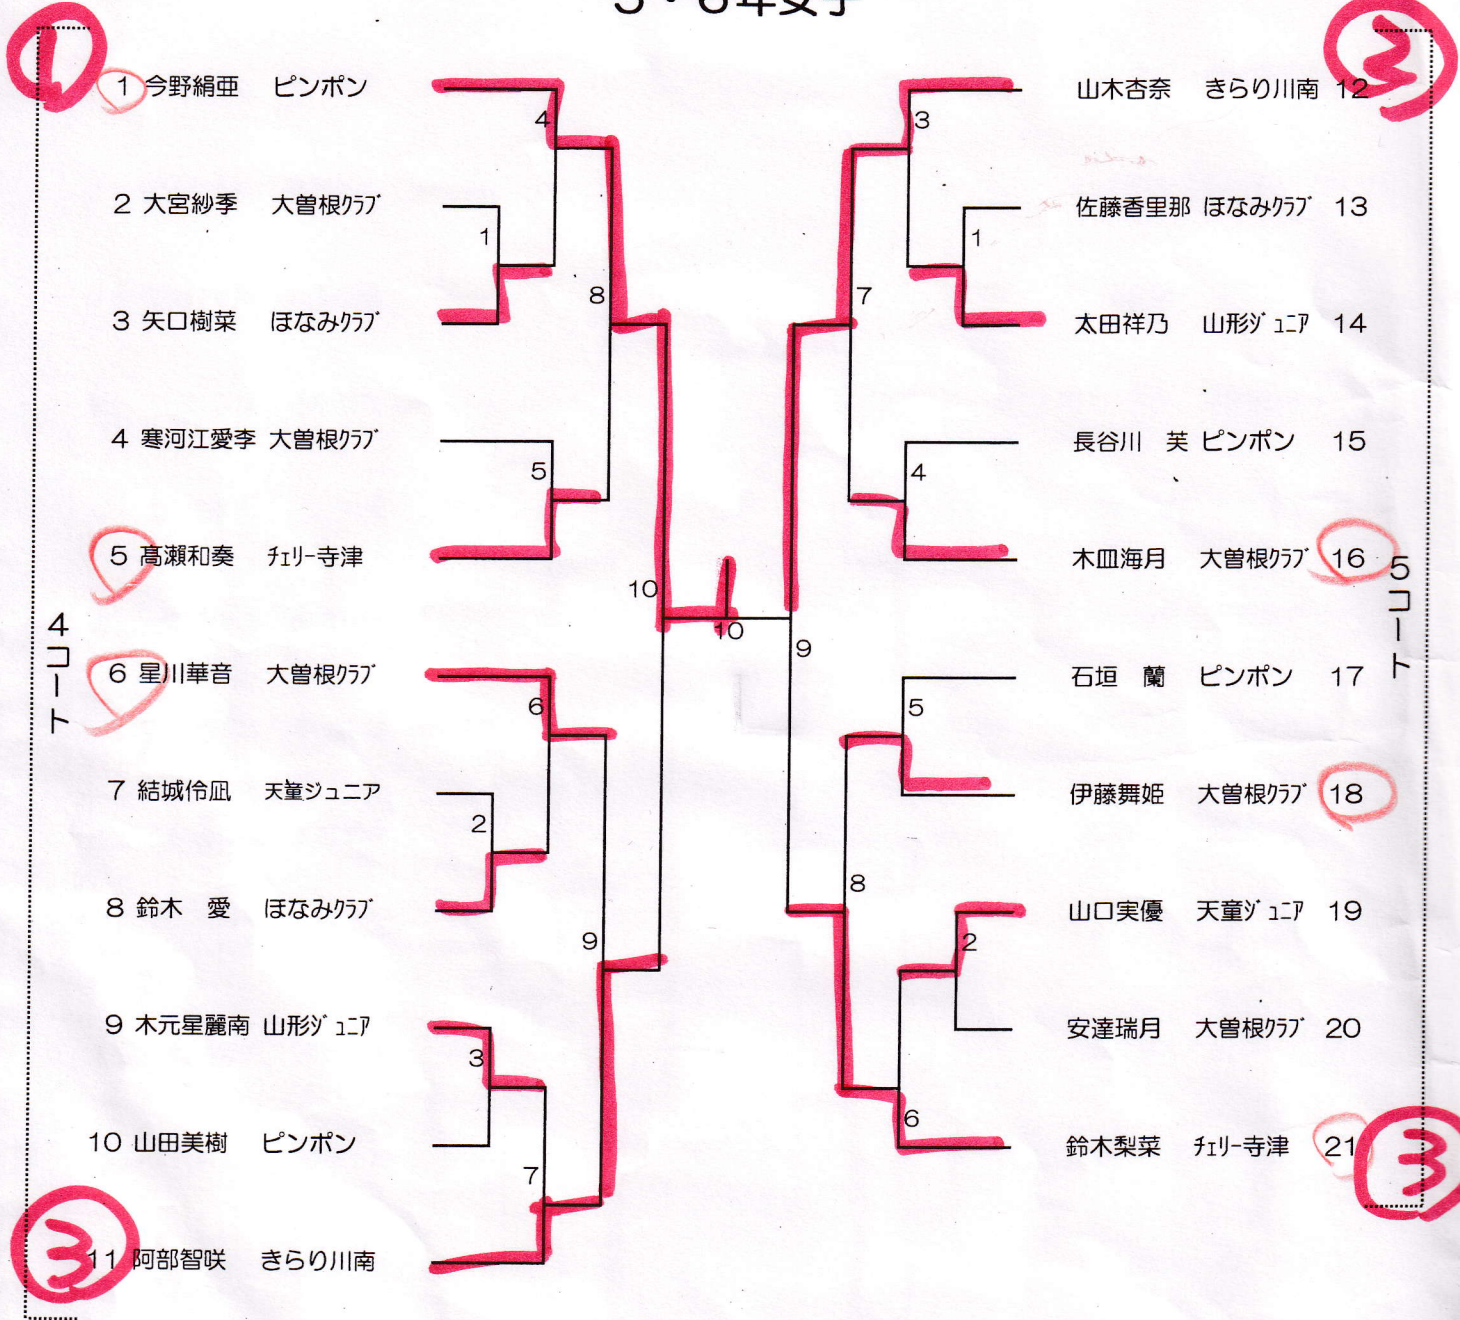 5・6年女子
① ②
1 今野絹亜 ピンポン
2 大宮紗季 大曽根クラブ
3 矢口樹菜 ほなみクラブ
4 寒河江愛李 大曽根クラブ
5 髙瀬和奏 チェリー寺津
6 星川華音 大曽根クラブ
7 結城伶凪 天童ジュニア
8 鈴木 愛 ほなみクラブ
9 木元星麗南 山形ジュニア
10 山田美樹 ピンポン
11 阿部智咲 きらり川南
③
4コート
4
1
8
5
10
6
2
9
3
7
10
山木杏奈 きらり川南 12
佐藤香里那 ほなみクラブ 13
太田祥乃 山形ジュニア 14
長谷川 芙 ピンポン 15
木皿海月 大曽根クラブ 16
石垣 蘭 ピンポン 17
伊藤舞姫 大曽根クラブ 18
山口実優 天童ジュニア 19
安達瑞月 大曽根クラブ 20
鈴木梨菜 チェリー寺津 21
③
5コート
3
1
7
4
9
5
8
2
6